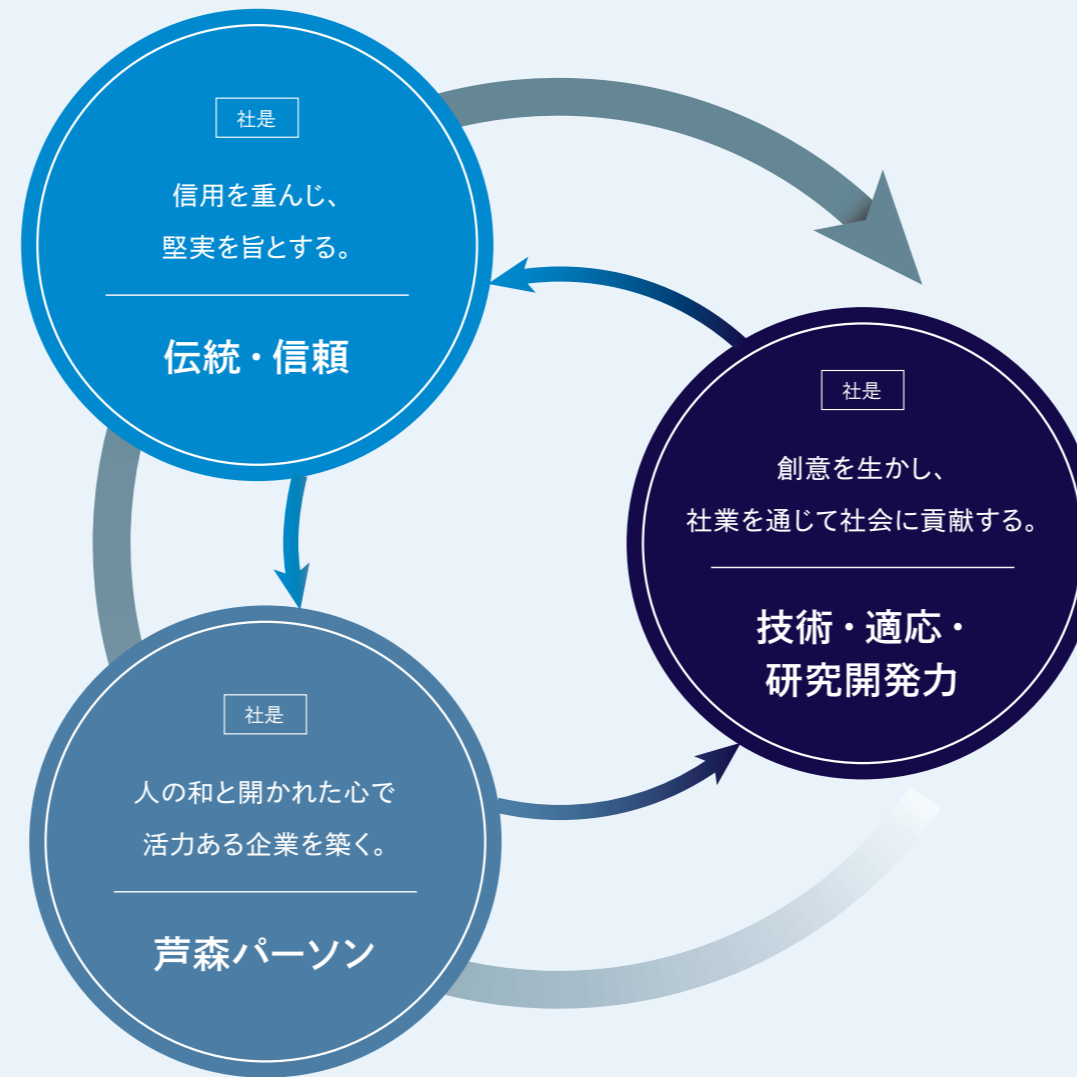 社是
信用を重んじ、
堅実を旨とする。
伝統・信頼
社是
創意を生かし、
社業を通じて社会に貢献する。
技術・適応・
研究開発力
社是
人の和と開かれた心で
活力ある企業を築く。
芦森パーソン